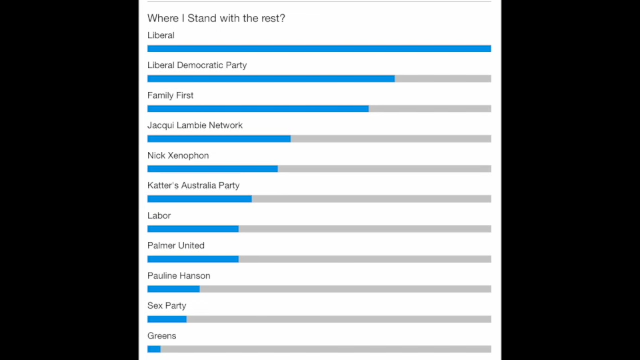 Where I Stand with the rest?
Liberal
Liberal Democratic Party
Family First
Jacqui Lambie Network
Nick Xenophon
Katter's Australia Party
Labor
Palmer United
Pauline Hanson
Sex Party
Greens